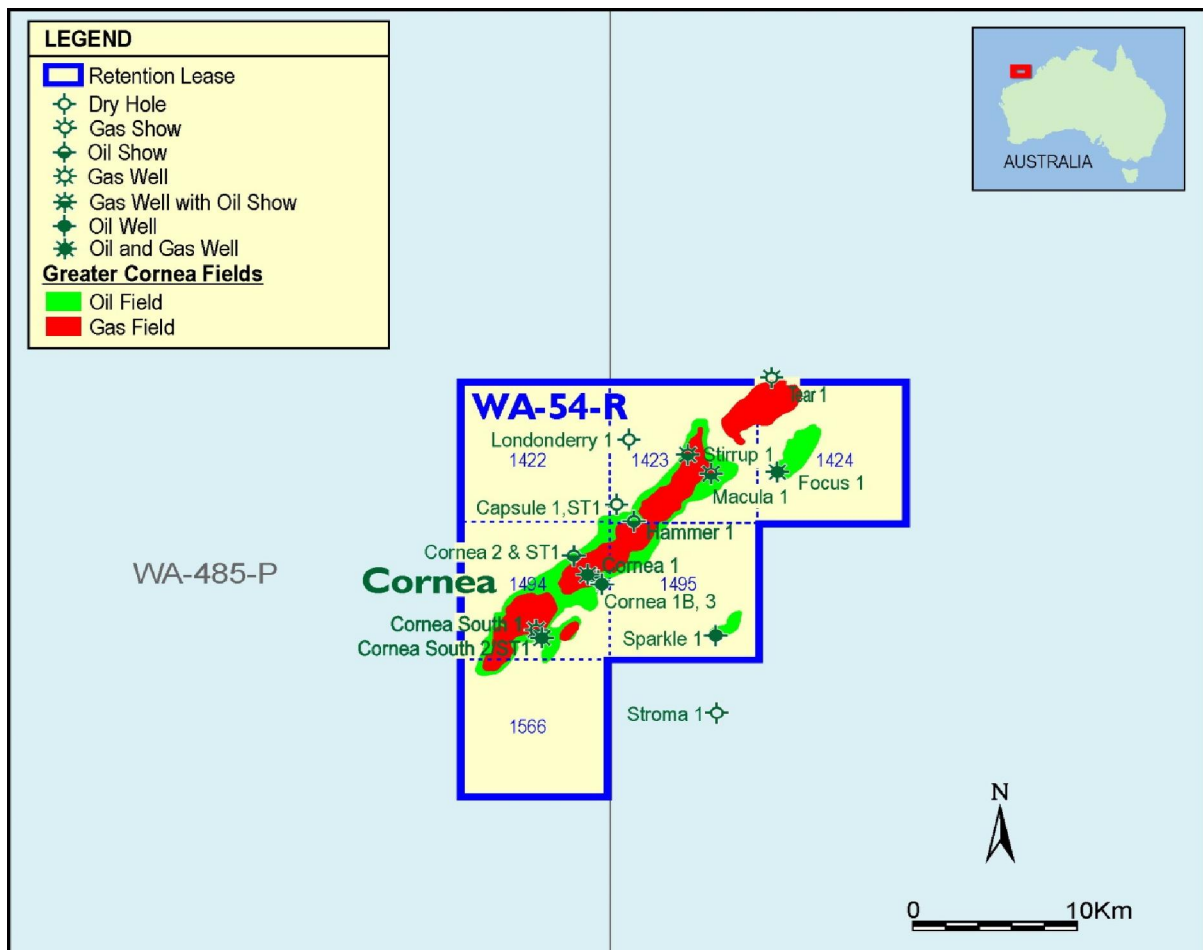 LEGEND
Retention Lease
Dry Hole
Gas Show
Oil Show
Gas Well
Gas Well with Oil Show
Oil Well
Oil and Gas Well
Greater Cornea Fields
Oil Field
Gas Field
AUSTRALIA
WA-54-R
Tear 1
Londonderry 1
1422
1423
Stirrup 1
1424
Macula 1
Focus 1
Capsule 1,ST1
Hammer 1
Cornea 2 & ST1
Cornea 1
WA-485-P
Cornea
1494
1495
Cornea 1B, 3
Cornea South 1
Sparkle 1
Cornea South 2/ST1
1566
Stroma 1
N
0
10Km